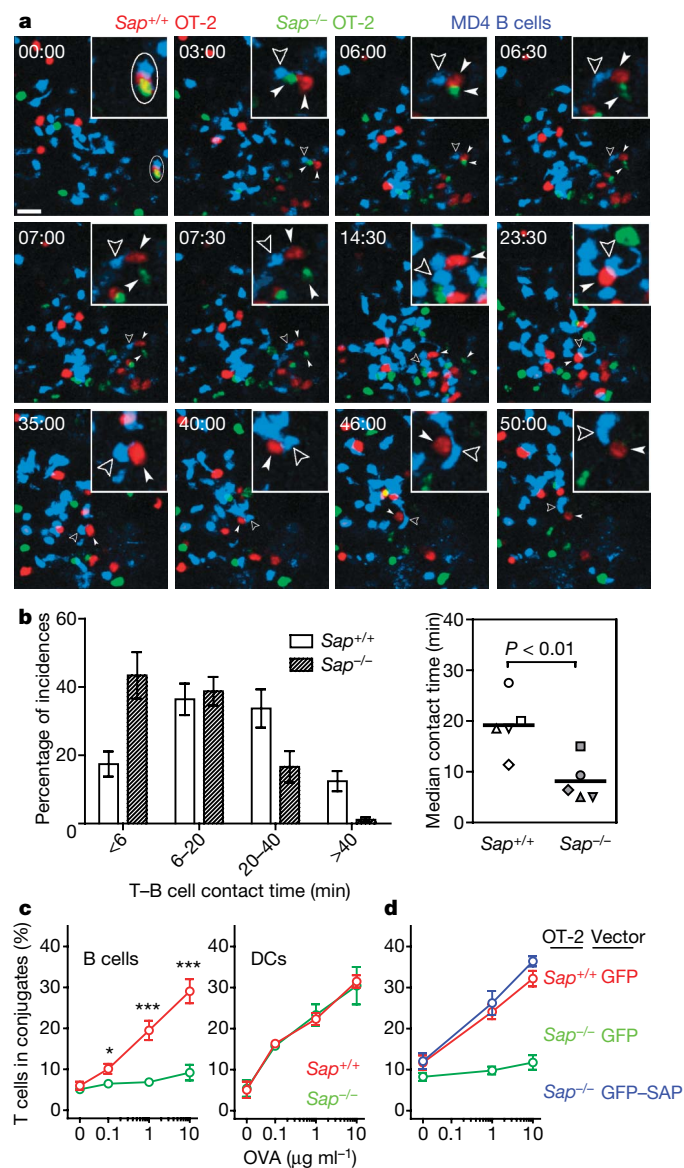 a
Sap+/+ OT-2 Sap–/– OT-2 MD4 B cells
00:00 03:00 06:00 06:30
07:00 07:30 14:30 23:30
35:00 40:00 46:00 50:00
b
Percentage of incidences
60
40
20
0
Sap+/+
Sap–/–
<6 6–20 20–40 >40
T–B cell contact time (min)
Median contact time (min)
40
30
20
10
0
P < 0.01
Sap+/+ Sap–/–
c
T cells in conjugates (%)
40
30
20
10
0
B cells
*
***
***
0 0.1 1 10
DCs
40
30
20
10
0
Sap+/+
Sap–/–
0 0.1 1 10
OVA (μg ml–1)
d
40
30
20
10
0
0 0.1 1 10
OT-2 Vector
Sap+/+ GFP
Sap–/– GFP
Sap–/– GFP–SAP